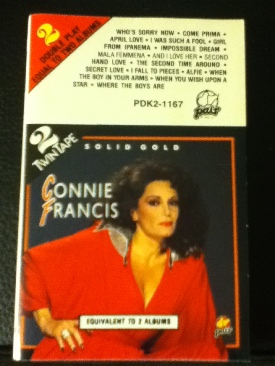 2
DOUBLE PLAY
EQUAL TO TWO ALBUMS
WHO'S SORRY NOW • COME PRIMA •
APRIL LOVE • I WAS SUCH A FOOL • GIRL
FROM IPANEMA • IMPOSSIBLE DREAM •
MALA FEMMENA • AND I LOVE HER • SECOND
HAND LOVE • THE SECOND TIME AROUND •
SECRET LOVE • I FALL TO PIECES • ALFIE • WHEN
THE BOY IN YOUR ARMS • WHEN YOU WISH UPON A
STAR • WHERE THE BOYS ARE
PDK2-1167
pair
2
TWINTAPE
SOLID GOLD
CONNIE
FRANCIS
EQUIVALENT TO 2 ALBUMS
pair